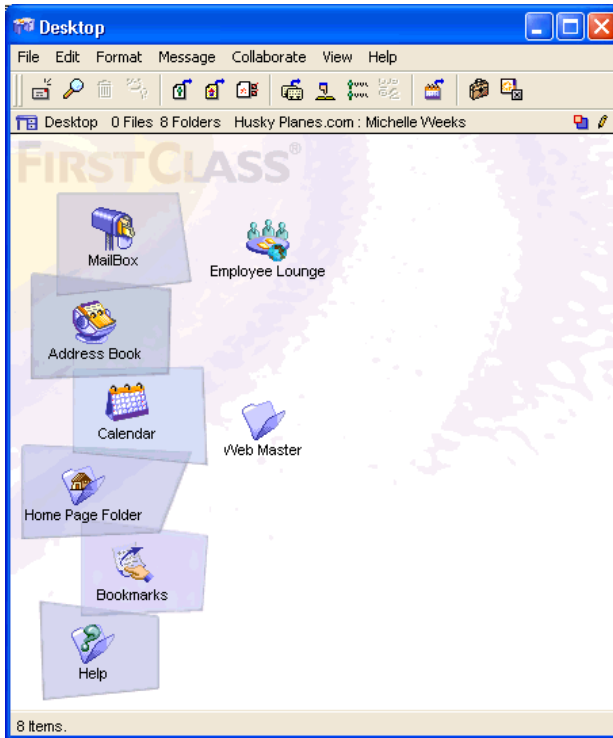 Desktop
File Edit Format Message Collaborate View Help
Desktop 0 Files 8 Folders Husky Planes.com : Michelle Weeks
FIRSTCLASS®
MailBox
Employee Lounge
Address Book
Calendar
Web Master
Home Page Folder
Bookmarks
Help
8 Items.